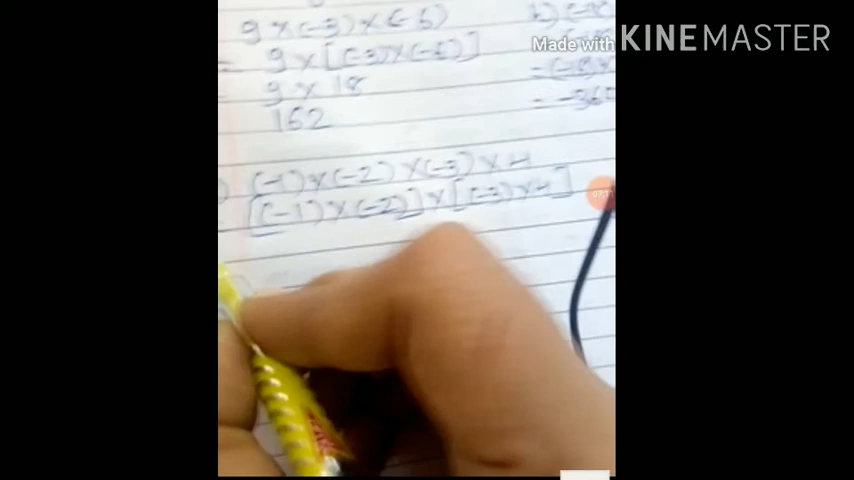 9 × (-3) × (-6)
= 9 × [(-3) × (-6)]
9 × 18
162
= -360
(-1) × (-2) × (-3) × 4
[(-1) × (-2)] × [(-3) × 4]
Made with KINEMASTER